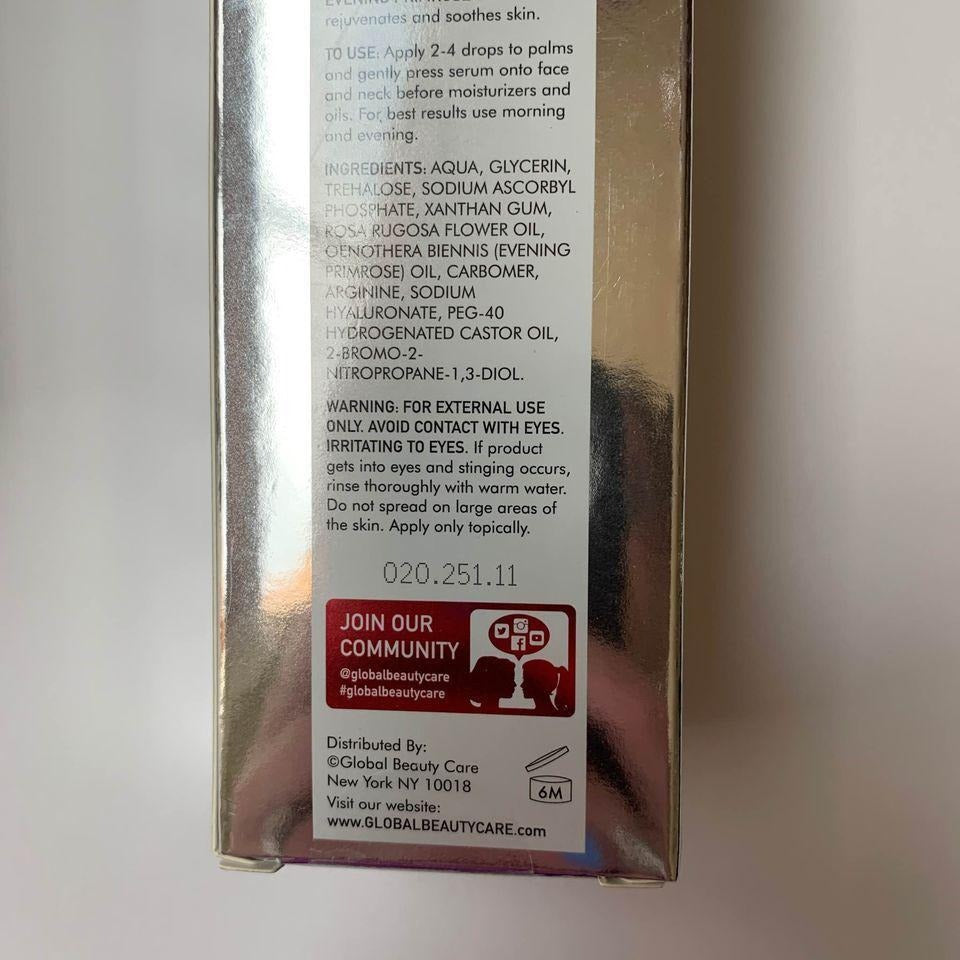 rejuvenates and soothes skin.
TO USE: Apply 2-4 drops to palms
and gently press serum onto face
and neck before moisturizers and
oils. For best results use morning
and evening.
INGREDIENTS: AQUA, GLYCERIN,
TREHALOSE, SODIUM ASCORBYL
PHOSPHATE, XANTHAN GUM,
ROSA RUGOSA FLOWER OIL,
OENOTHERA BIENNIS (EVENING
PRIMROSE) OIL, CARBOMER,
ARGININE, SODIUM
HYALURONATE, PEG-40
HYDROGENATED CASTOR OIL,
2-BROMO-2-
NITROPROPANE-1,3-DIOL.
WARNING: FOR EXTERNAL USE
ONLY. AVOID CONTACT WITH EYES.
IRRITATING TO EYES. If product
gets into eyes and stinging occurs,
rinse thoroughly with warm water.
Do not spread on large areas of
the skin. Apply only topically.
020.251.11
JOIN OUR
COMMUNITY
@globalbeautycare
#globalbeautycare
Distributed By:
©Global Beauty Care
New York NY 10018
Visit our website:
www.GLOBALBEAUTYCARE.com
6M